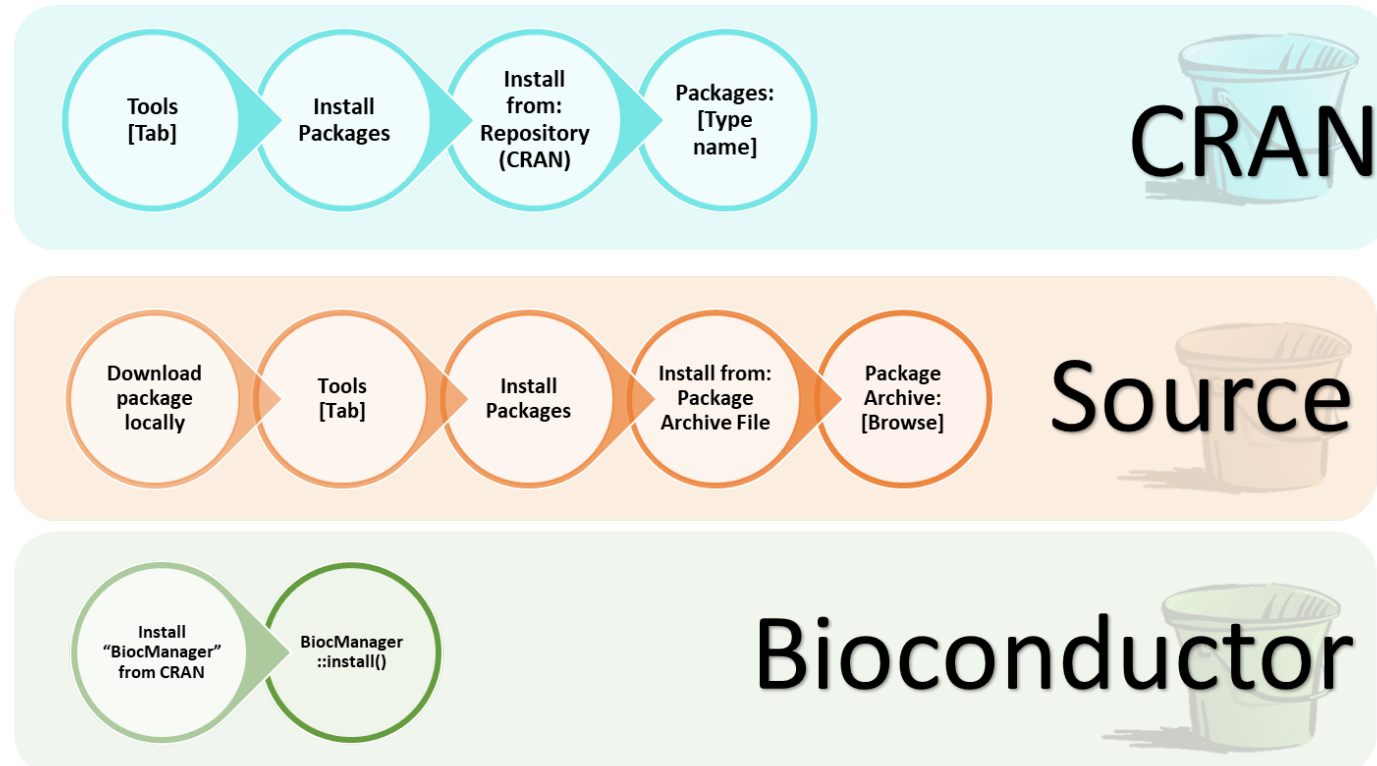 Tools
[Tab]
Install
Packages
Install
from:
Repository
(CRAN)
Packages:
[Type
name]
CRAN
Download
package
locally
Tools
[Tab]
Install
Packages
Install from:
Package
Archive File
Package
Archive:
[Browse]
Source
Install
“BiocManager”
from CRAN
BiocManager
::install()
Bioconductor